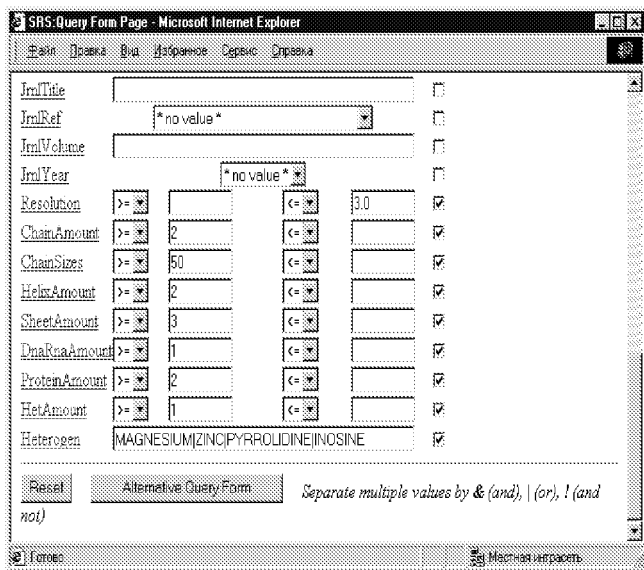 SRS:Query Form Page - Microsoft Internet Explorer
Файл Правка Вид Избранное Сервис Справка
JrnlTitle
JrnlRef * no value *
JrnlVolume
JrnlYear * no value *
Resolution >= <= 3.0
ChainAmount >= 2 <=
ChainSizes >= 50 <=
HelixAmount >= 2 <=
SheetAmount >= 3 <=
DnaRnaAmount >= 1 <=
ProteinAmount >= 2 <=
HetAmount >= 1 <=
Heterogen MAGNESIUM|ZINC|PYRROLIDINE|INOSINE
Reset Alternative Query Form Separate multiple values by & (and), | (or), ! (and
not)
Готово Местная интрасеть